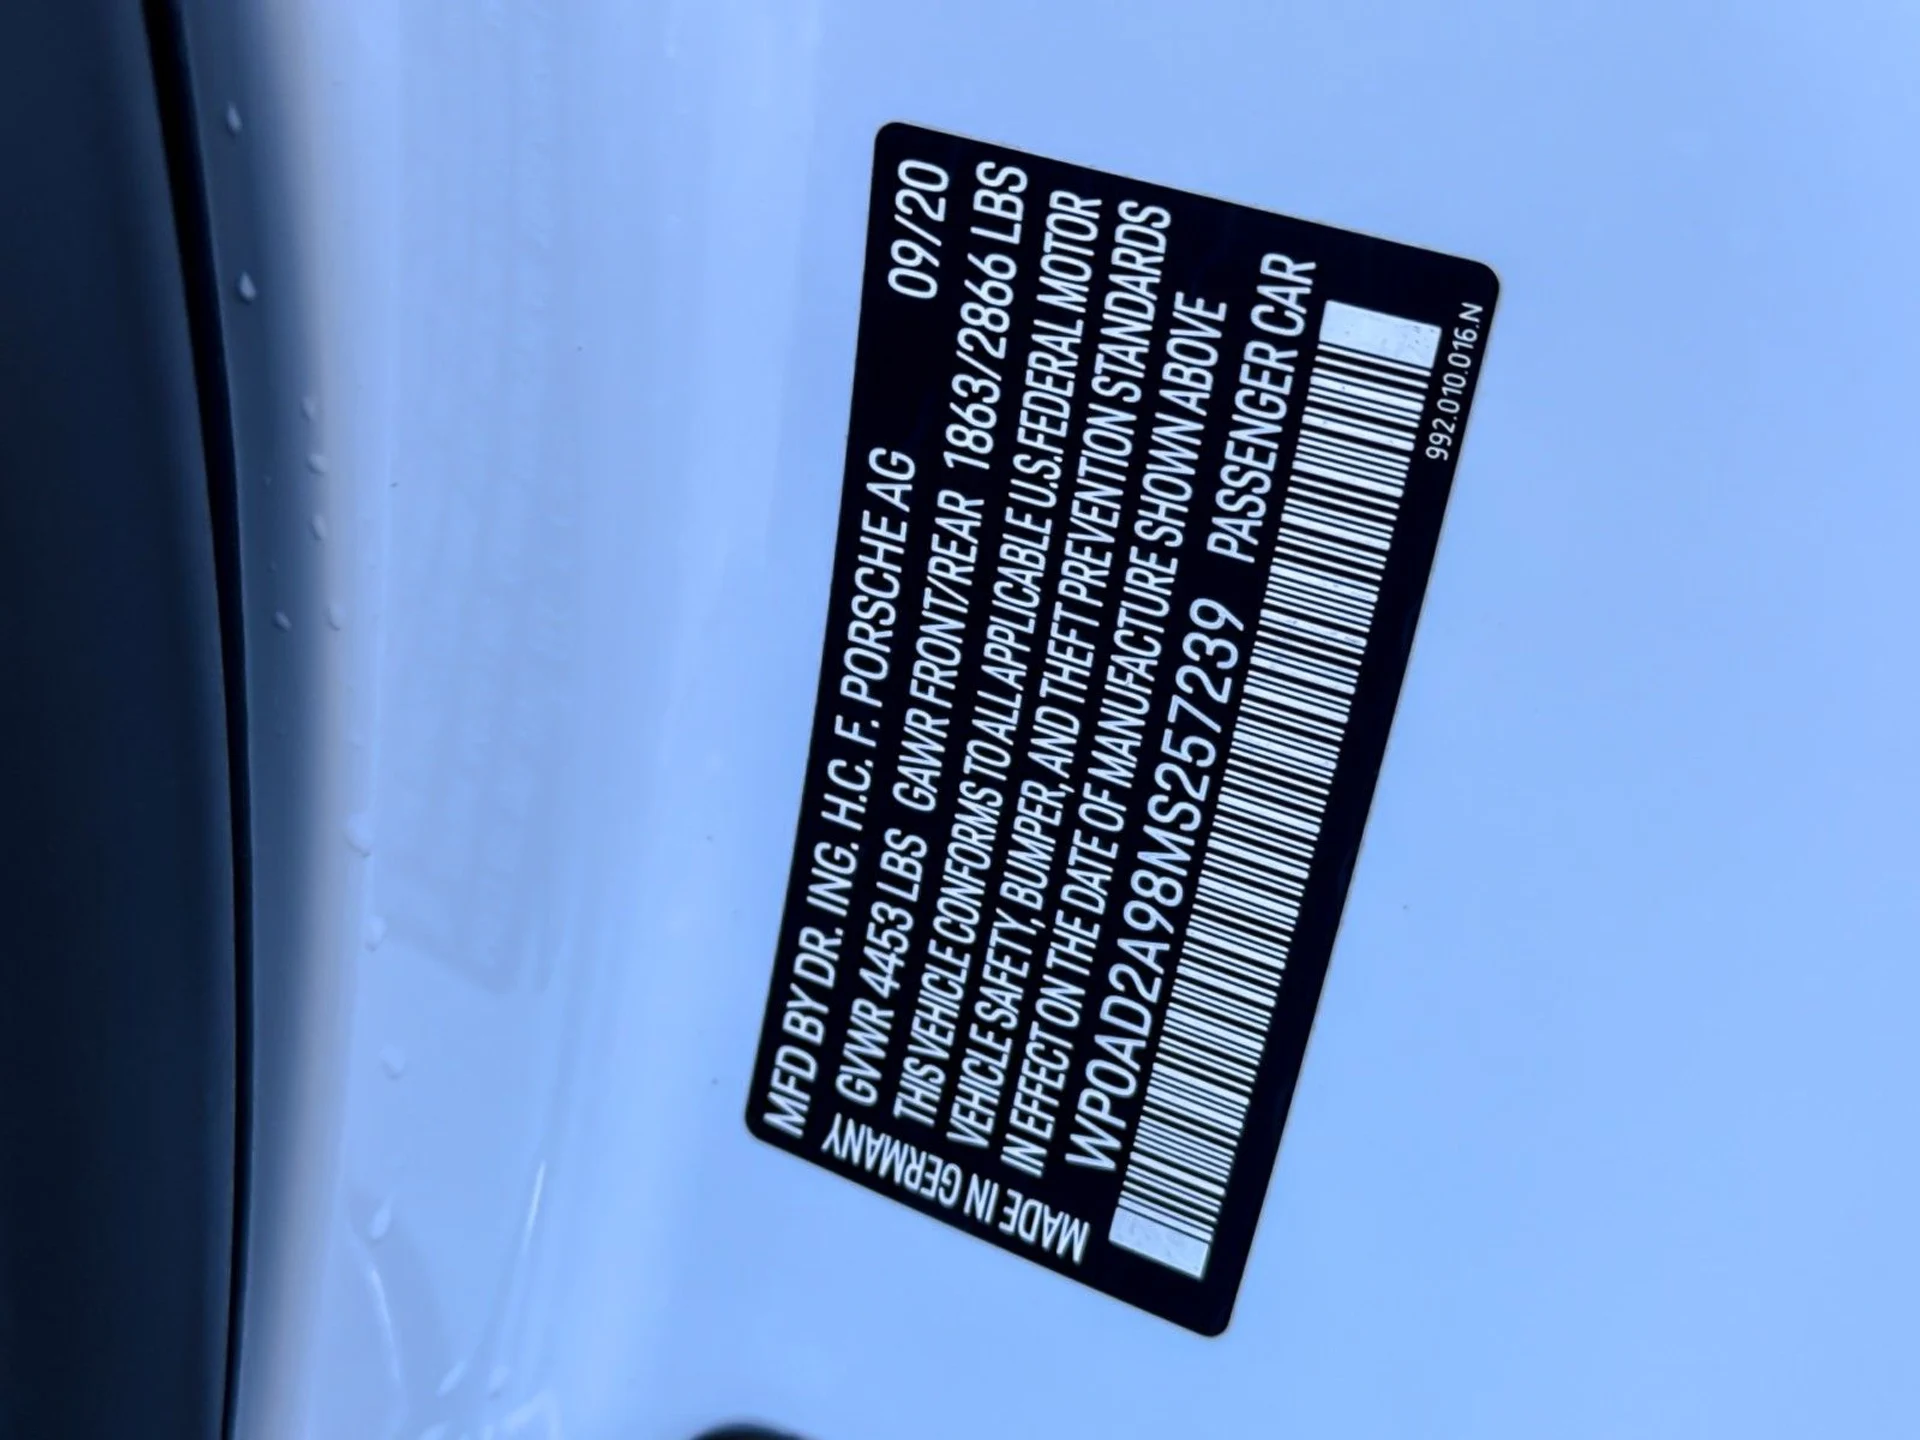 MFD BY DR. ING. H.C. F. PORSCHE AG 09/20
GVWR 4453 LBS GAWR FRONT/REAR 1863/2866 LBS
THIS VEHICLE CONFORMS TO ALL APPLICABLE U.S. FEDERAL MOTOR
VEHICLE SAFETY, BUMPER, AND THEFT PREVENTION STANDARDS
IN EFFECT ON THE DATE OF MANUFACTURE SHOWN ABOVE
WP0AD2A98MS257239 PASSENGER CAR
MADE IN GERMANY
992.010.016.N